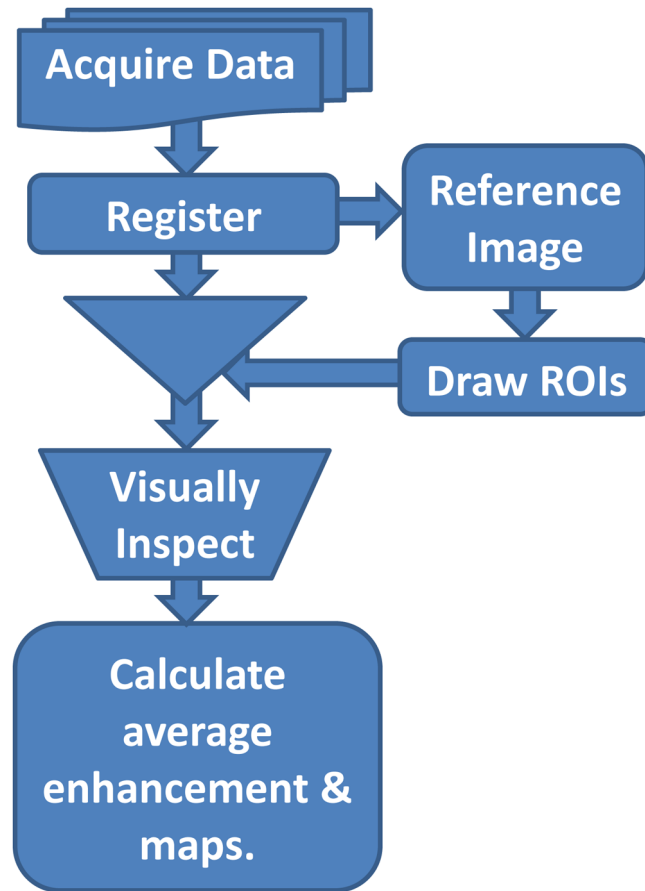 Acquire Data
Register
Reference
Image
Draw ROIs
Visually
Inspect
Calculate
average
enhancement &
maps.